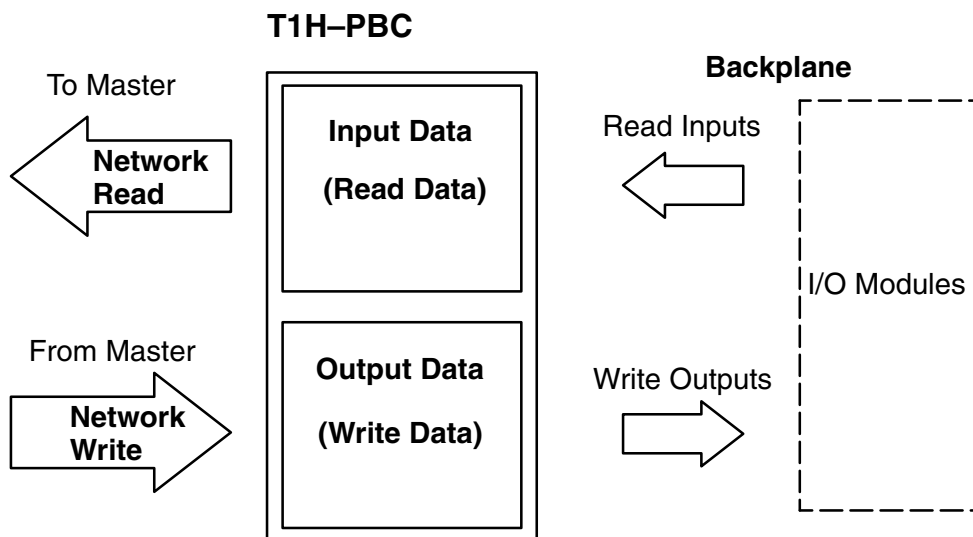 T1H–PBC
Backplane
To Master
Network
Read
Input Data
(Read Data)
Read Inputs
I/O Modules
From Master
Network
Write
Output Data
(Write Data)
Write Outputs